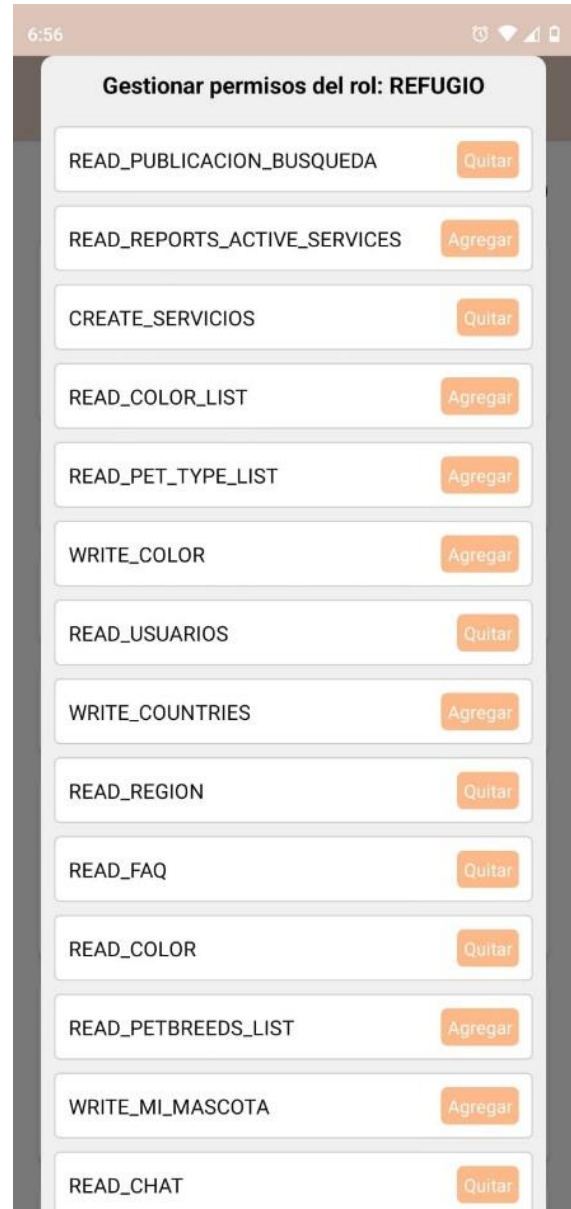 6:56
Gestionar permisos del rol: REFUGIO
READ_PUBLICACION_BUSQUEDA Quitar
READ_REPORTS_ACTIVE_SERVICES Agregar
CREATE_SERVICIOS Quitar
READ_COLOR_LIST Agregar
READ_PET_TYPE_LIST Agregar
WRITE_COLOR Agregar
READ_USUARIOS Quitar
WRITE_COUNTRIES Agregar
READ_REGION Quitar
READ_FAQ Quitar
READ_COLOR Quitar
READ_PETBREEDS_LIST Agregar
WRITE_MI_MASCOTA Agregar
READ_CHAT Quitar